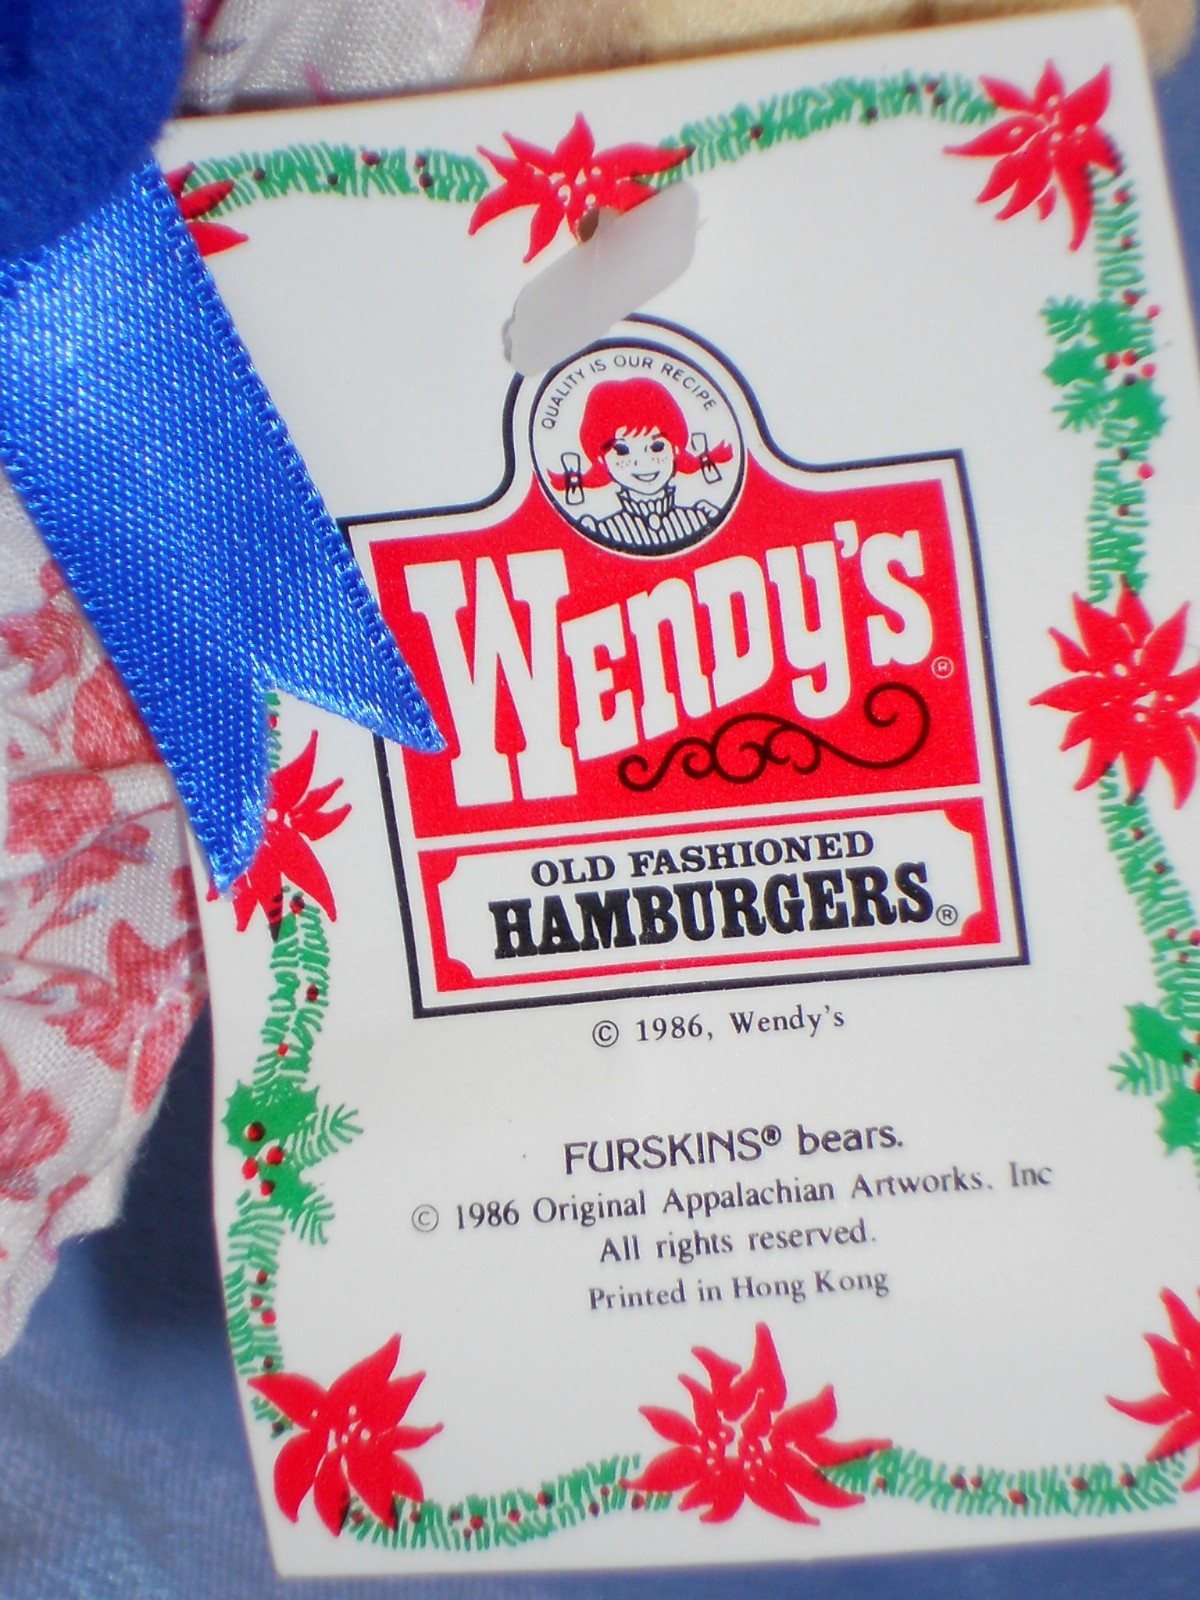 QUALITY IS OUR RECIPE
WENDY'S®
OLD FASHIONED
HAMBURGERS®
© 1986, Wendy's
FURSKINS® bears.
© 1986 Original Appalachian Artworks. Inc
All rights reserved.
Printed in Hong Kong